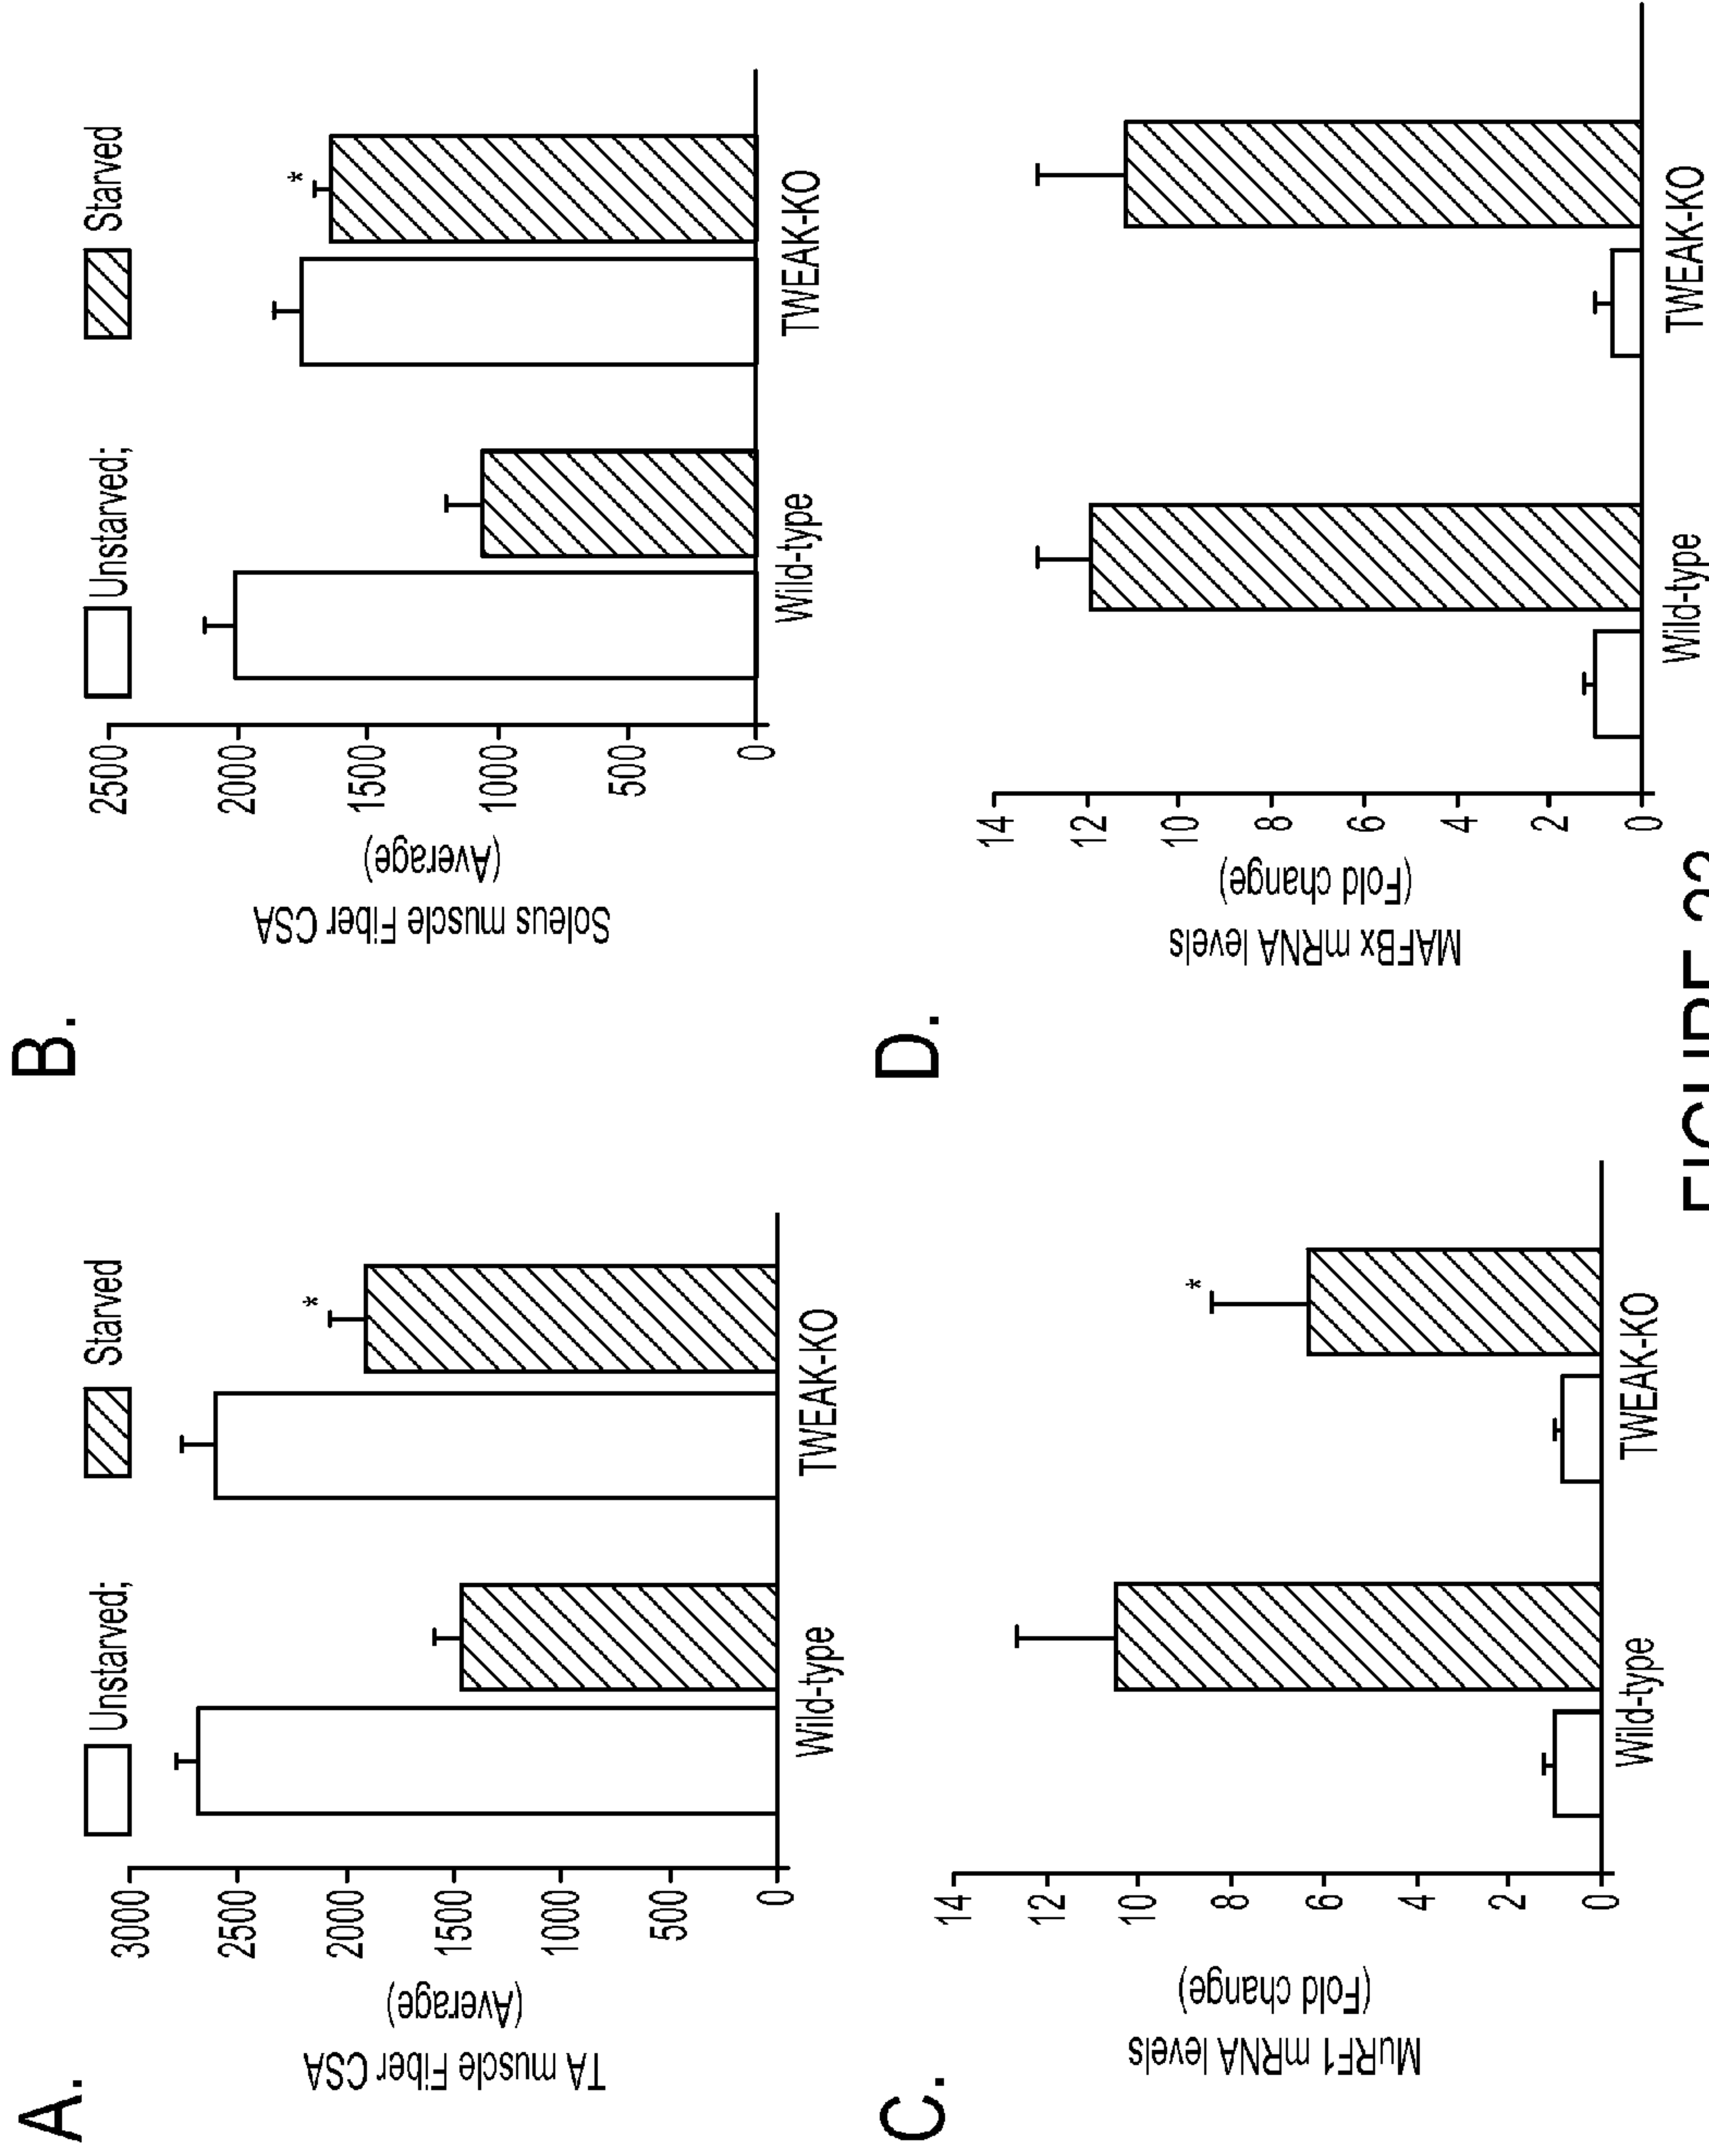 A.
Unstarved;
Starved
TA muscle Fiber CSA
(Average)
3000
2500
2000
1500
1000
500
0
Wild-type
TWEAK-KO
*
B.
Unstarved;
Starved
Soleus muscle Fiber CSA
(Average)
2500
2000
1500
1000
500
0
Wild-type
TWEAK-KO
*
C.
MuRF1 mRNA levels
(Fold change)
14
12
10
8
6
4
2
0
Wild-type
TWEAK-KO
*
D.
MAFBx mRNA levels
(Fold change)
14
12
10
8
6
4
2
0
Wild-type
TWEAK-KO
FIGURE